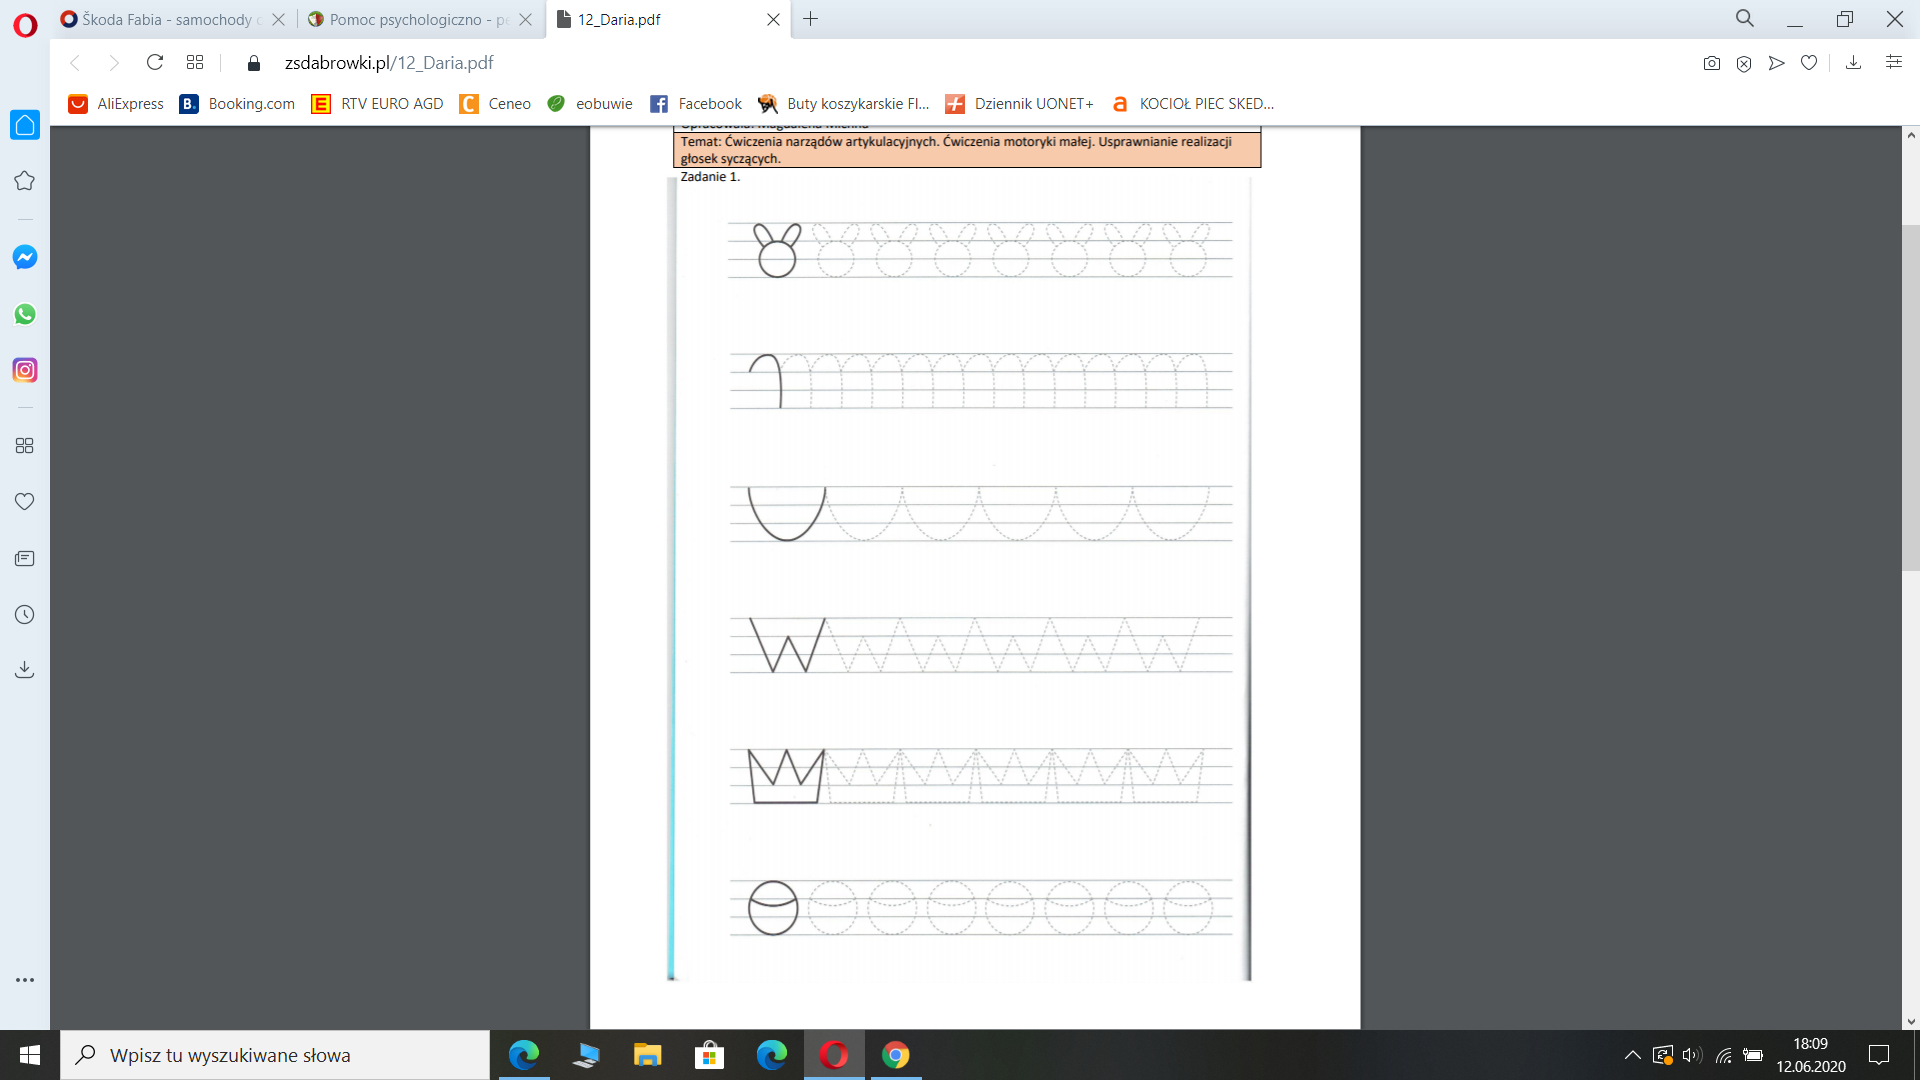 Škoda Fabia - samochody
Pomoc psychologiczno -
12_Daria.pdf
zsdabrowki.pl/12_Daria.pdf
AliExpress
Booking.com
RTV EURO AGD
Ceneo
eobuwie
Facebook
Buty koszykarskie Fl...
Dziennik UONET+
KOCIOŁ PIEC SKED...
Temat: Ćwiczenia narządów artykulacyjnych. Ćwiczenia motoryki małej. Usprawnianie realizacji
głosek syczących.
Zadanie 1.
Wpisz tu wyszukiwane słowa
18:09
12.06.2020